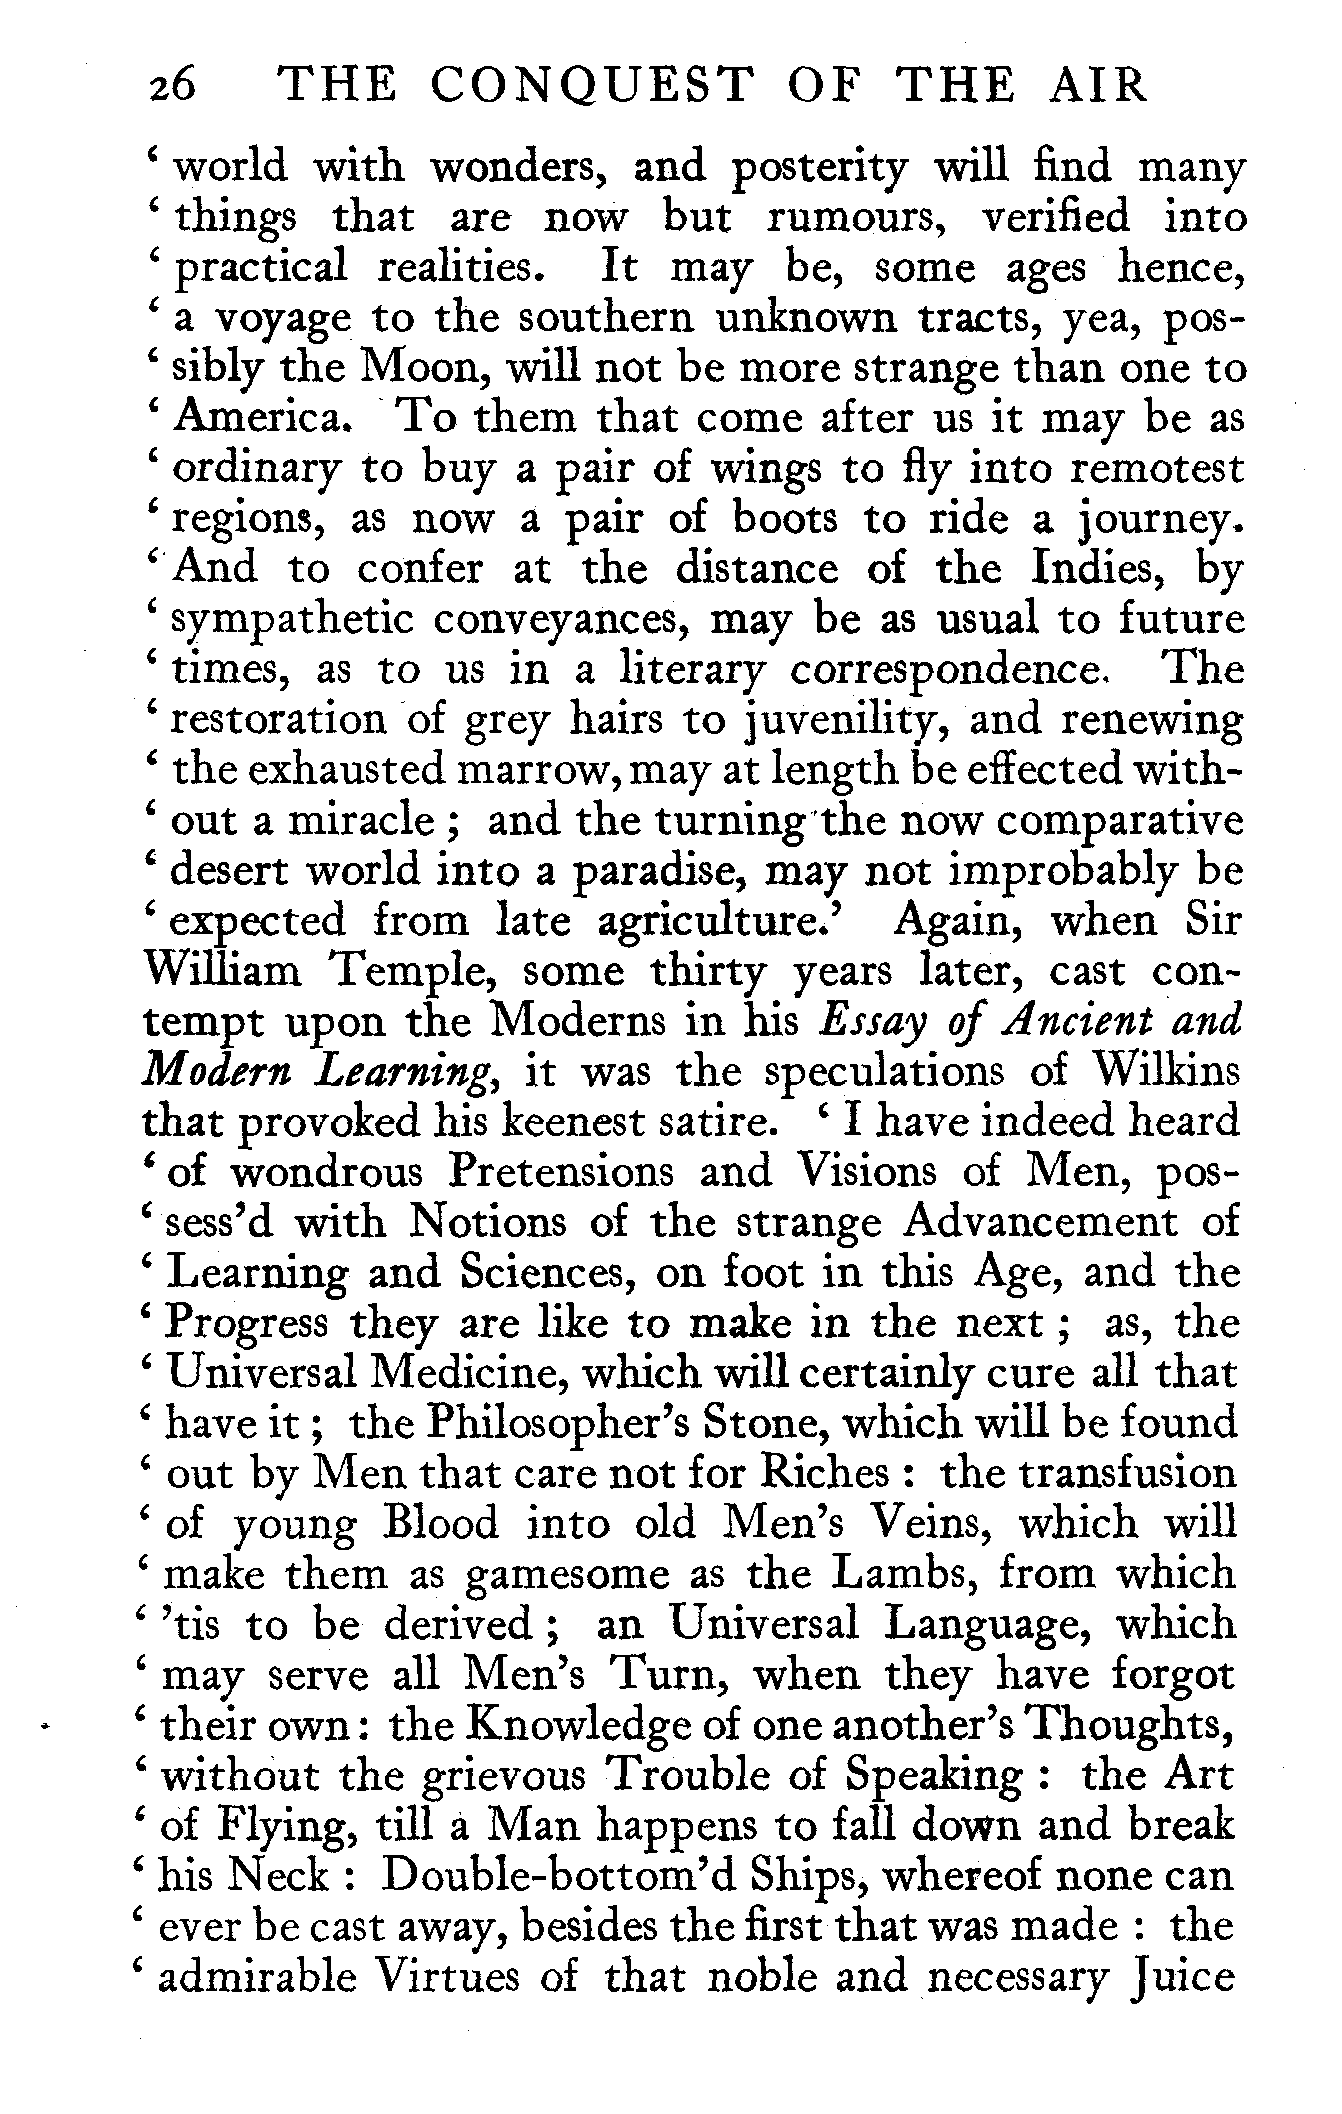 26 THE CONQUEST OF THE AIR
‘ world with wonders, and posterity will find many
‘ things that are now but rumours, verified into
‘ practical realities. It may be, some ages hence,
‘ a voyage to the southern unknown tracts, yea, pos-
‘ sibly the Moon, will not be more strange than one to
‘ America. To them that come after us it may be as
‘ ordinary to buy a pair of wings to fly into remotest
‘ regions, as now a pair of boots to ride a journey.
‘ And to confer at the distance of the Indies, by
‘ sympathetic conveyances, may be as usual to future
‘ times, as to us in a literary correspondence. The
‘ restoration of grey hairs to juvenility, and renewing
‘ the exhausted marrow, may at length be effected with-
‘ out a miracle ; and the turning the now comparative
‘ desert world into a paradise, may not improbably be
‘ expected from late agriculture.’ Again, when Sir
William Temple, some thirty years later, cast con-
tempt upon the Moderns in his Essay of Ancient and
Modern Learning, it was the speculations of Wilkins
that provoked his keenest satire. ‘ I have indeed heard
‘ of wondrous Pretensions and Visions of Men, pos-
‘ sess’d with Notions of the strange Advancement of
‘ Learning and Sciences, on foot in this Age, and the
‘ Progress they are like to make in the next ; as, the
‘ Universal Medicine, which will certainly cure all that
‘ have it ; the Philosopher’s Stone, which will be found
‘ out by Men that care not for Riches : the transfusion
‘ of young Blood into old Men’s Veins, which will
‘ make them as gamesome as the Lambs, from which
‘ ’tis to be derived ; an Universal Language, which
‘ may serve all Men’s Turn, when they have forgot
‘ their own : the Knowledge of one another’s Thoughts,
‘ without the grievous Trouble of Speaking : the Art
‘ of Flying, till a Man happens to fall down and break
‘ his Neck : Double-bottom’d Ships, whereof none can
‘ ever be cast away, besides the first that was made : the
‘ admirable Virtues of that noble and necessary Juice